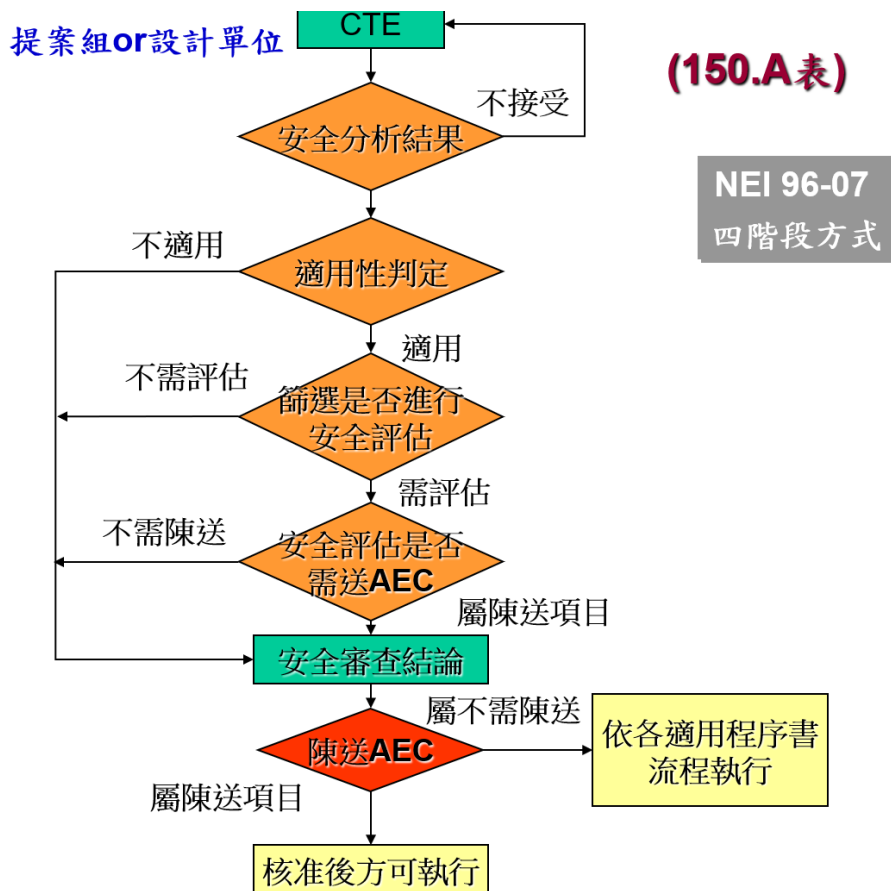 CTE
提案組or設計單位
(150.A表)
不接受
安全分析結果
NEI 96-07
四階段方式
不適用
適用性判定
適用
不需評估
篩選是否進行
安全評估
需評估
不需陳送
安全評估是否
需送AEC
屬陳送項目
安全審查結論
屬不需陳送
陳送AEC
依各適用程序書
流程執行
屬陳送項目
核准後方可執行